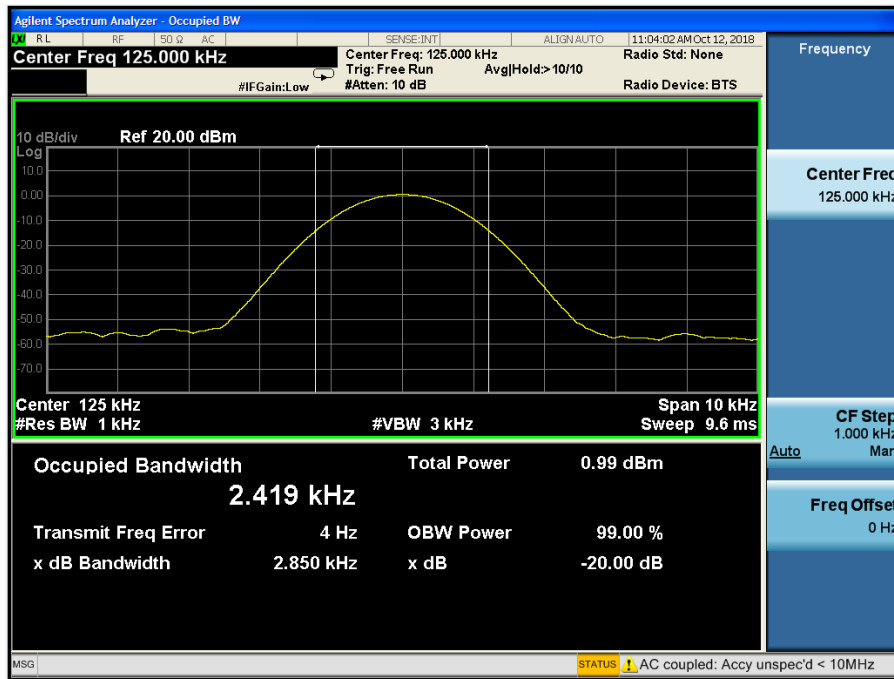 Agilent Spectrum Analyzer - Occupied BW
LXI RL RF 50 Ω AC SENSE:INT ALIGN AUTO 11:04:02 AM Oct 12, 2018
Center Freq 125.000 kHz
Center Freq: 125.000 kHz Radio Std: None
Trig: Free Run Avg|Hold:>10/10
#IFGain:Low #Atten: 10 dB Radio Device: BTS
10 dB/div Ref 20.00 dBm
Log
10.0
0.00
-10.0
-20.0
-30.0
-40.0
-50.0
-60.0
-70.0
Center 125 kHz Span 10 kHz
#Res BW 1 kHz #VBW 3 kHz Sweep 9.6 ms
Occupied Bandwidth Total Power 0.99 dBm
2.419 kHz
Transmit Freq Error 4 Hz OBW Power 99.00 %
x dB Bandwidth 2.850 kHz x dB -20.00 dB
Frequency
Center Freq
125.000 kHz
CF Step
1.000 kHz
Auto Man
Freq Offset
0 Hz
MSG STATUS AC coupled: Accy unspec'd < 10MHz